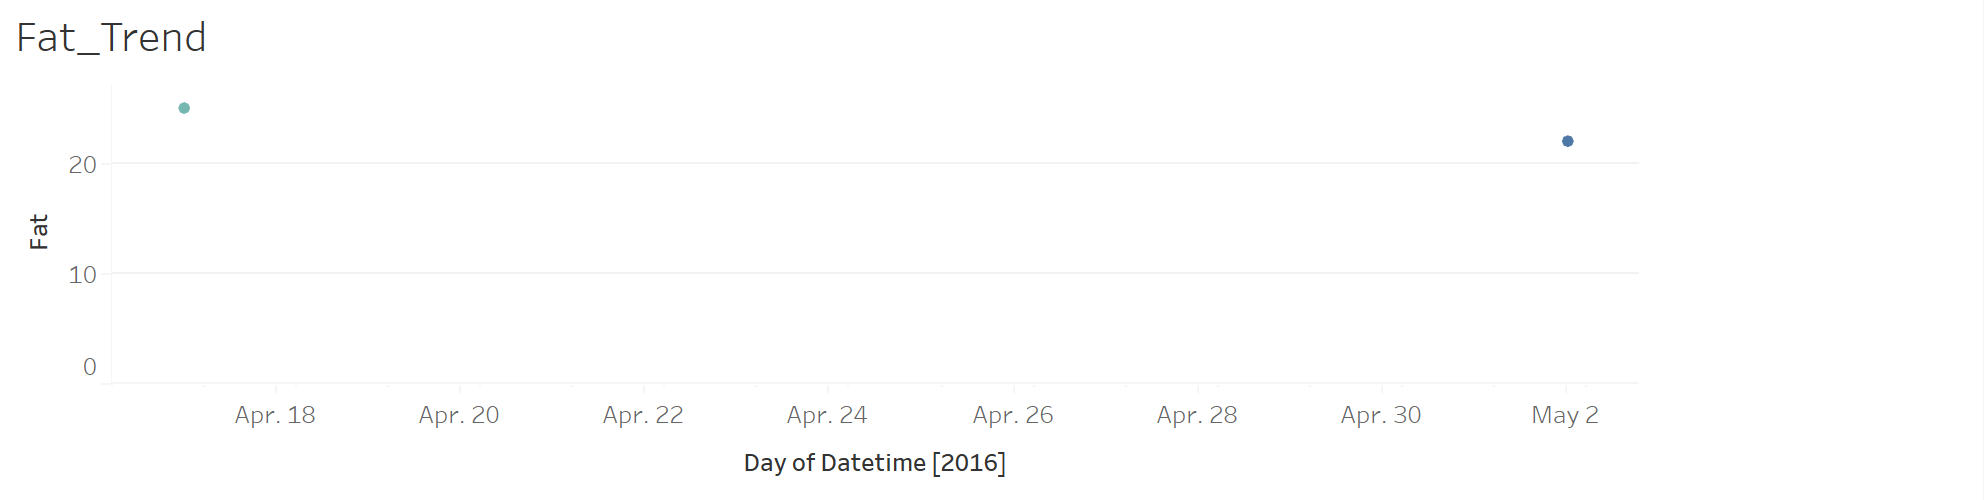 Fat_Trend
20
Fat
10
0
Apr. 18 Apr. 20 Apr. 22 Apr. 24 Apr. 26 Apr. 28 Apr. 30 May 2
Day of Datetime [2016]